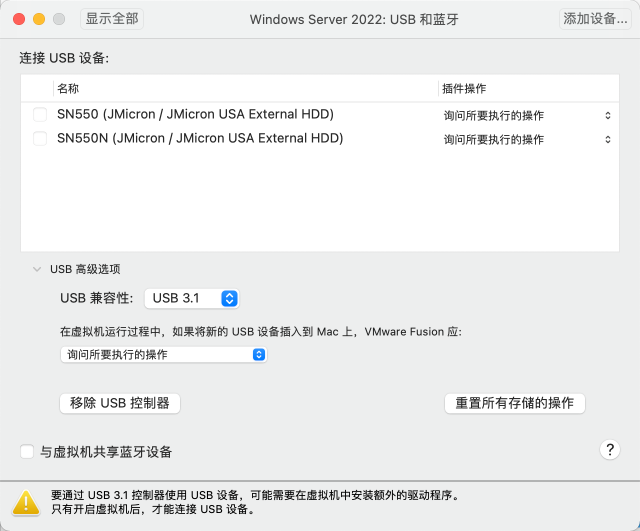 显示全部
Windows Server 2022: USB 和蓝牙
添加设备...
连接 USB 设备:
名称 插件操作
SN550 (JMicron / JMicron USA External HDD) 询问所要执行的操作
SN550N (JMicron / JMicron USA External HDD) 询问所要执行的操作
USB 高级选项
USB 兼容性: USB 3.1
在虚拟机运行过程中，如果将新的 USB 设备插入到 Mac 上，VMware Fusion 应:
询问所要执行的操作
移除 USB 控制器 重置所有存储的操作
与虚拟机共享蓝牙设备 ?
要通过 USB 3.1 控制器使用 USB 设备，可能需要在虚拟机中安装额外的驱动程序。
只有开启虚拟机后，才能连接 USB 设备。